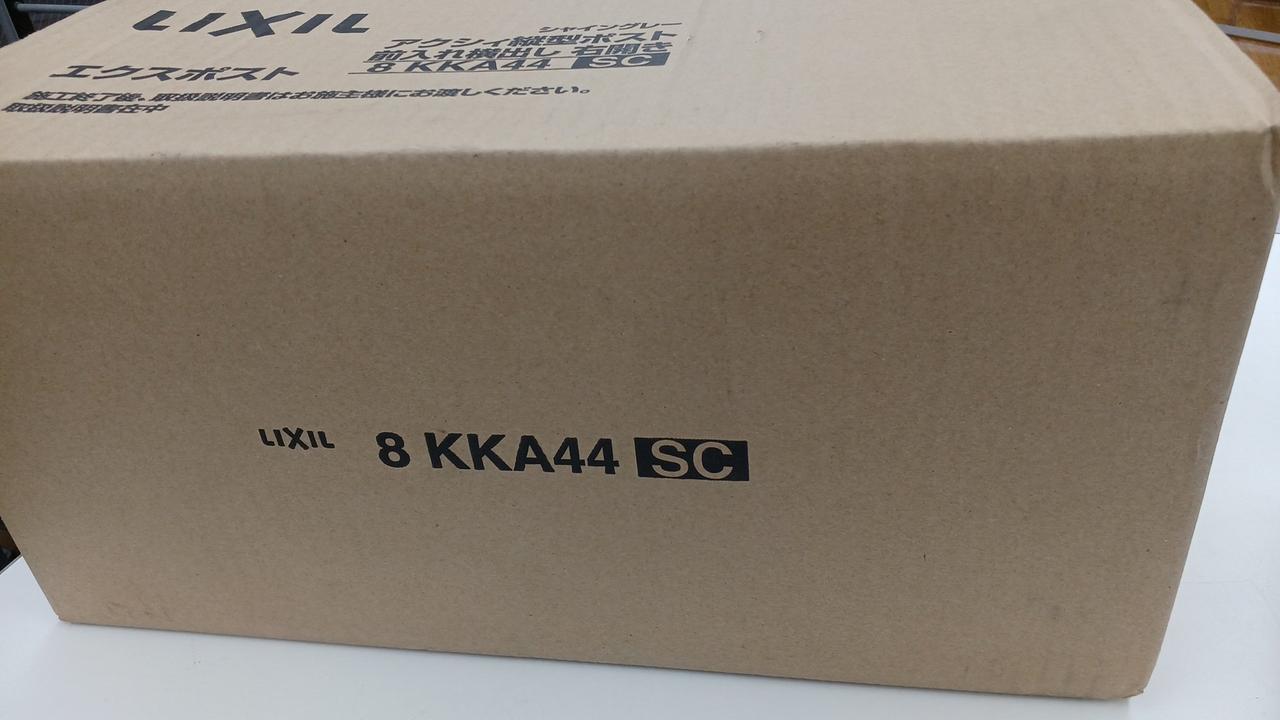 LIXIL
エクスポスト
シャイングレー
アクシィ縦型ポスト
前入れ横出し 右開き
8 KKA44 SC
施工終了後、取扱説明書はお施主様にお渡しください。
取扱説明書在中
LIXIL 8 KKA44 SC